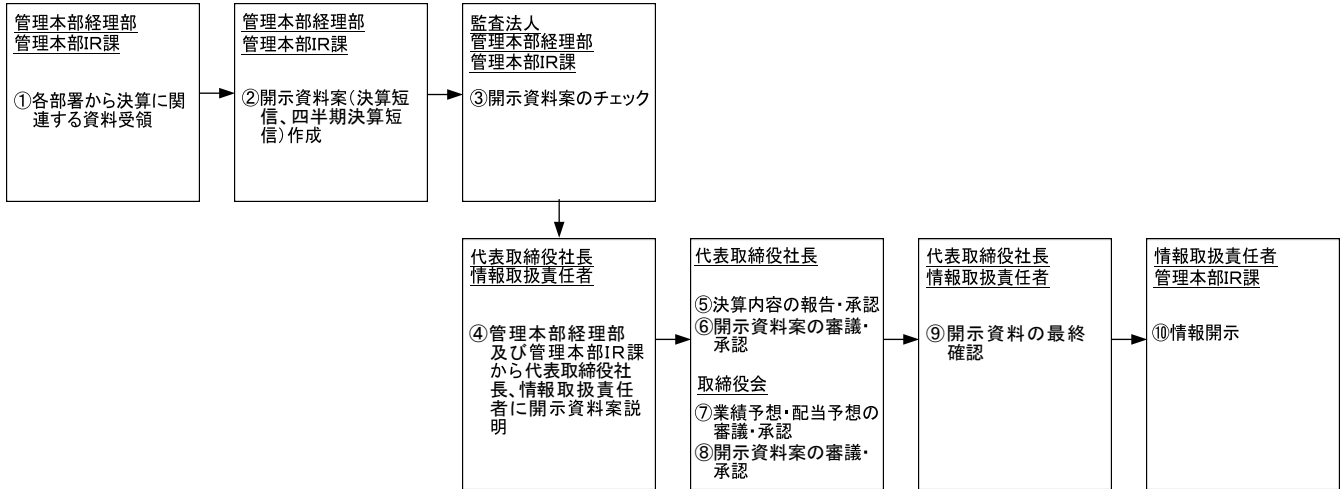 管理本部経理部
管理本部IR課
①各部署から決算に関
連する資料受領
管理本部経理部
管理本部IR課
②開示資料案(決算短
信、四半期決算短
信)作成
監査法人
管理本部経理部
管理本部IR課
③開示資料案のチェック
代表取締役社長
情報取扱責任者
④管理本部経理部
及び管理本部IR課
から代表取締役社
長、情報取扱責任
者に開示資料案説
明
代表取締役社長
⑤決算内容の報告・承認
⑥開示資料案の審議・
承認
取締役会
⑦業績予想・配当予想の
審議・承認
⑧開示資料案の審議・
承認
代表取締役社長
情報取扱責任者
⑨開示資料の最終
確認
情報取扱責任者
管理本部IR課
⑩情報開示